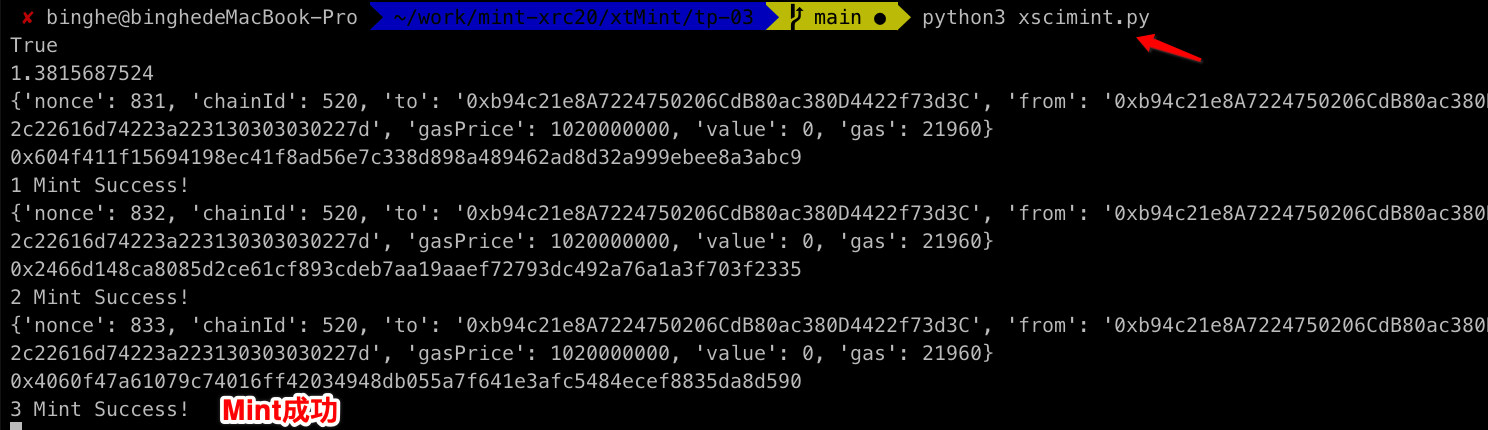 ✘ binghe@binghedeMacBook-Pro ~/work/mint-xrc20/xtMint/tp-03 main ● python3 xscimint.py
True
1.3815687524
{'nonce': 831, 'chainId': 520, 'to': '0xb94c21e8A7224750206CdB80ac380D4422f73d3C', 'from': '0xb94c21e8A7224750206CdB80ac380
2c22616d74223a223130303030227d', 'gasPrice': 1020000000, 'value': 0, 'gas': 21960}
0x604f411f15694198ec41f8ad56e7c338d898a489462ad8d32a999ebee8a3abc9
1 Mint Success!
{'nonce': 832, 'chainId': 520, 'to': '0xb94c21e8A7224750206CdB80ac380D4422f73d3C', 'from': '0xb94c21e8A7224750206CdB80ac380
2c22616d74223a223130303030227d', 'gasPrice': 1020000000, 'value': 0, 'gas': 21960}
0x2466d148ca8085d2ce61cf893cdeb7aa19aaef72793dc492a76a1a3f703f2335
2 Mint Success!
{'nonce': 833, 'chainId': 520, 'to': '0xb94c21e8A7224750206CdB80ac380D4422f73d3C', 'from': '0xb94c21e8A7224750206CdB80ac380
2c22616d74223a223130303030227d', 'gasPrice': 1020000000, 'value': 0, 'gas': 21960}
0x4060f47a61079c74016ff42034948db055a7f641e3afc5484ecef8835da8d590
3 Mint Success! Mint成功